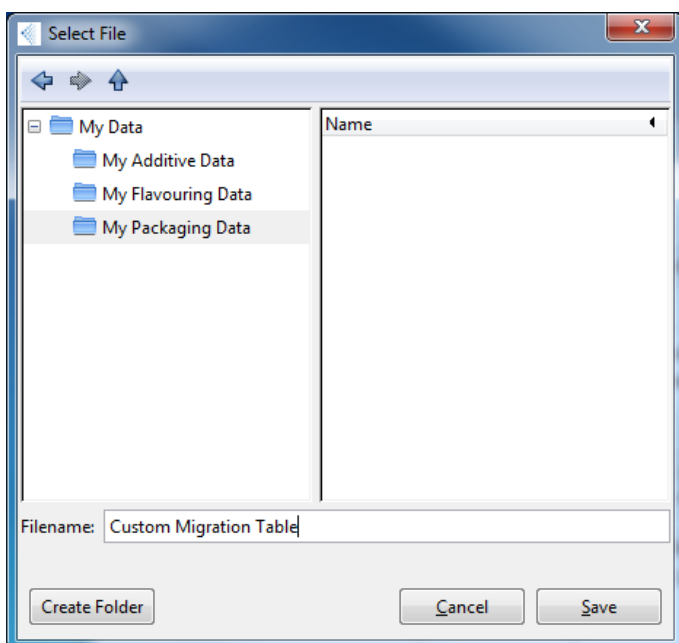 Select File
My Data
My Additive Data
My Flavouring Data
My Packaging Data
Name
Filename: Custom Migration Table
Create Folder
Cancel
Save